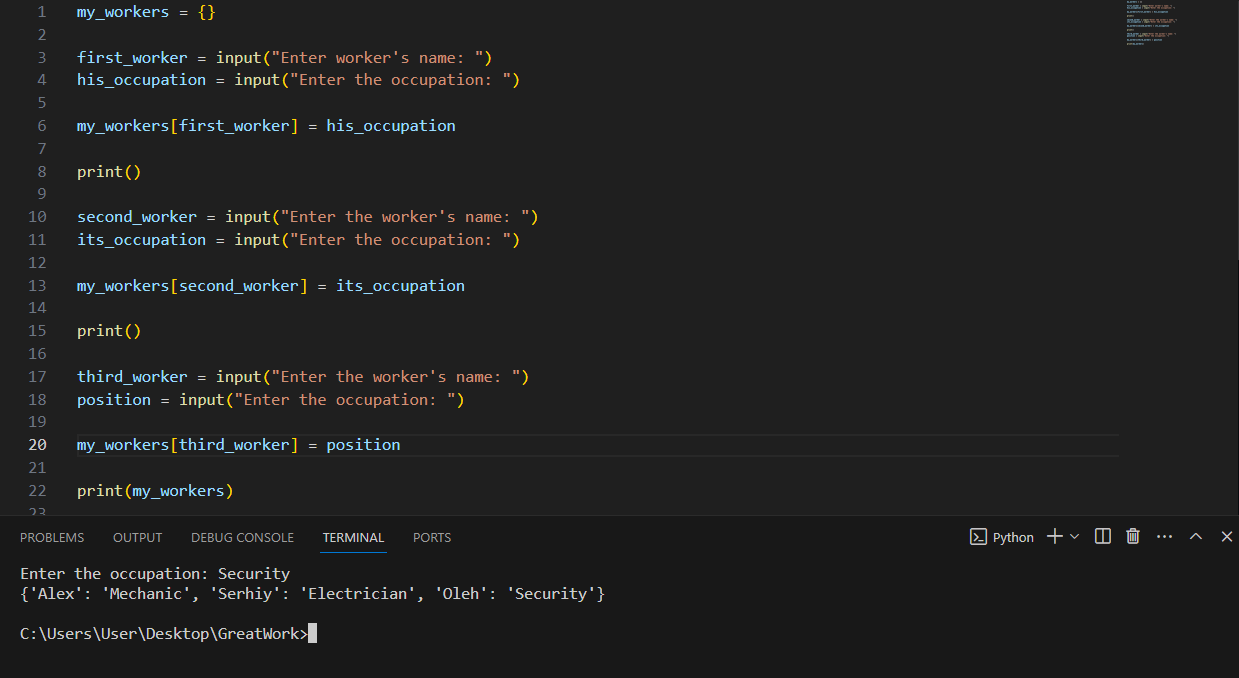 1 my_workers = {}
2
3 first_worker = input("Enter worker's name: ")
4 his_occupation = input("Enter the occupation: ")
5
6 my_workers[first_worker] = his_occupation
7
8 print()
9
10 second_worker = input("Enter the worker's name: ")
11 its_occupation = input("Enter the occupation: ")
12
13 my_workers[second_worker] = its_occupation
14
15 print()
16
17 third_worker = input("Enter the worker's name: ")
18 position = input("Enter the occupation: ")
19
20 my_workers[third_worker] = position
21
22 print(my_workers)
23
PROBLEMS OUTPUT DEBUG CONSOLE TERMINAL PORTS Python
Enter the occupation: Security
{'Alex': 'Mechanic', 'Serhiy': 'Electrician', 'Oleh': 'Security'}
C:\Users\User\Desktop\GreatWork>